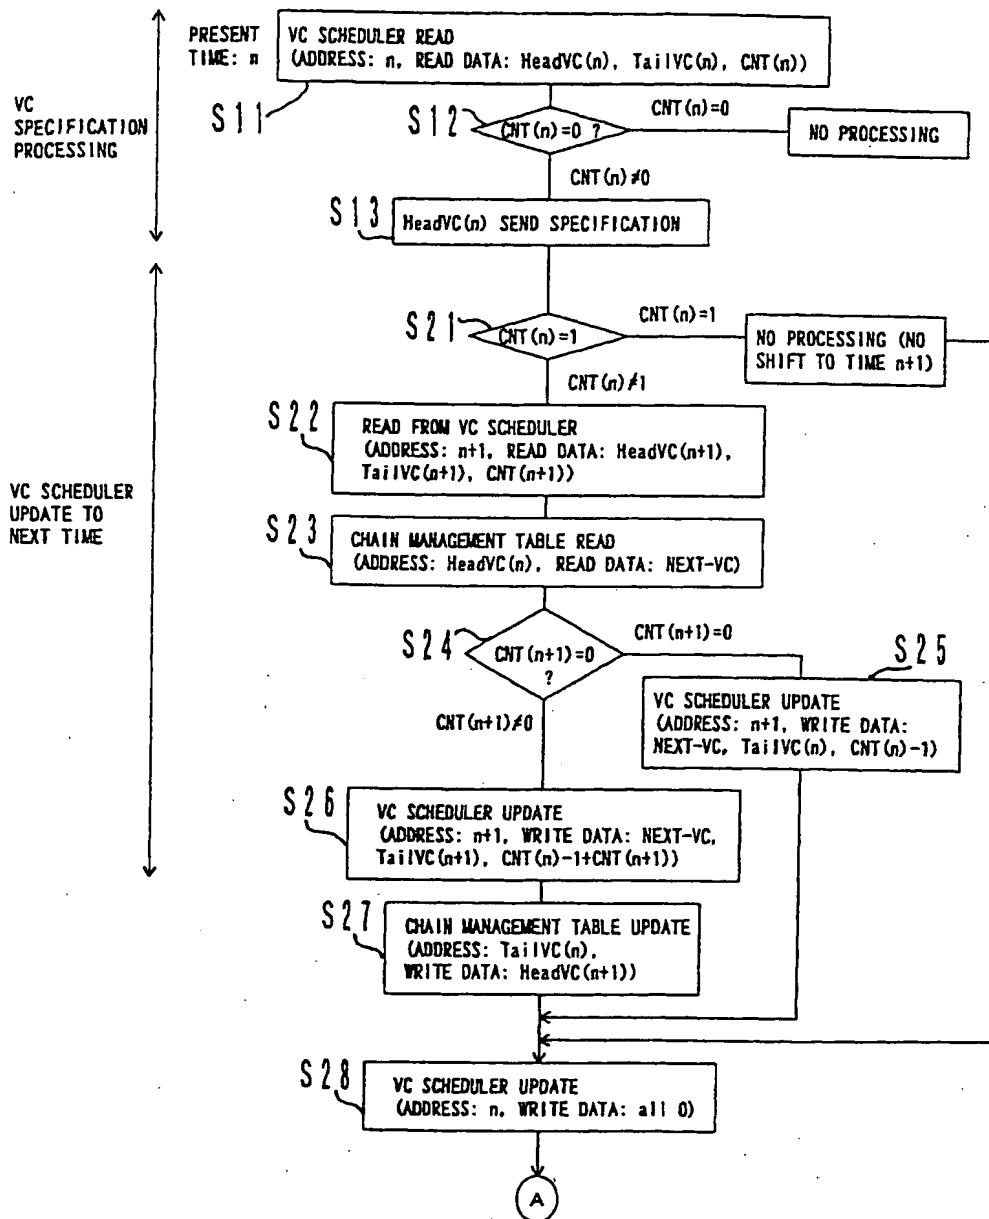 PRESENT
TIME: n
VC SCHEDULER READ
(ADDRESS: n, READ DATA: HeadVC(n), TailVC(n), CNT(n))
S11
VC
SPECIFICATION
PROCESSING
S12
CNT(n)=0 ?
CNT(n)=0
NO PROCESSING
CNT(n)≠0
S13
HeadVC(n) SEND SPECIFICATION
S21
CNT(n)=1
CNT(n)=1
NO PROCESSING (NO
SHIFT TO TIME n+1)
CNT(n)≠1
S22
READ FROM VC SCHEDULER
(ADDRESS: n+1, READ DATA: HeadVC(n+1),
TailVC(n+1), CNT(n+1))
VC SCHEDULER
UPDATE TO
NEXT TIME
S23
CHAIN MANAGEMENT TABLE READ
(ADDRESS: HeadVC(n), READ DATA: NEXT-VC)
S24
CNT(n+1)=0
?
CNT(n+1)=0
S25
VC SCHEDULER UPDATE
(ADDRESS: n+1, WRITE DATA:
NEXT-VC, TailVC(n), CNT(n)-1)
CNT(n+1)≠0
S26
VC SCHEDULER UPDATE
(ADDRESS: n+1, WRITE DATA: NEXT-VC,
TailVC(n+1), CNT(n)-1+CNT(n+1))
S27
CHAIN MANAGEMENT TABLE UPDATE
(ADDRESS: TailVC(n),
WRITE DATA: HeadVC(n+1))
S28
VC SCHEDULER UPDATE
(ADDRESS: n, WRITE DATA: all 0)
A